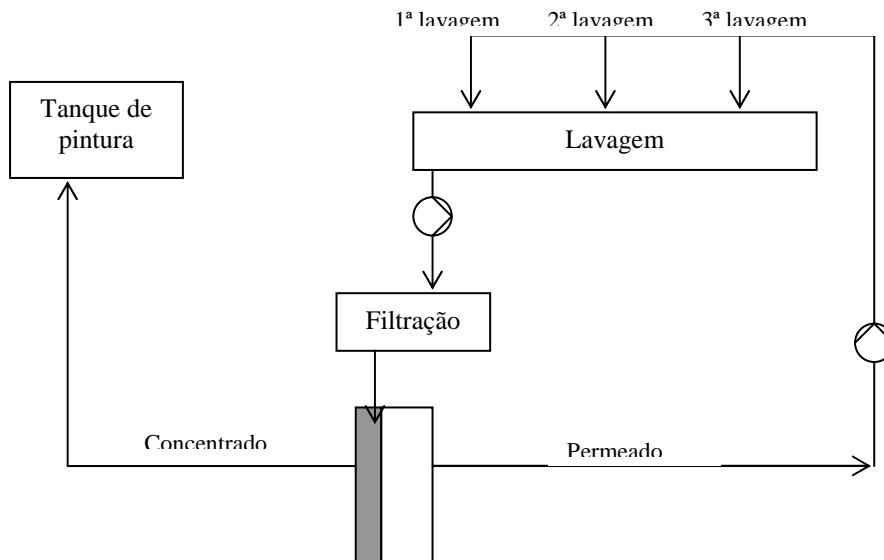 1ª lavagem 2ª lavagem 3ª lavagem
Tanque de
pintura
Lavagem
Filtração
Concentrado
Permeado